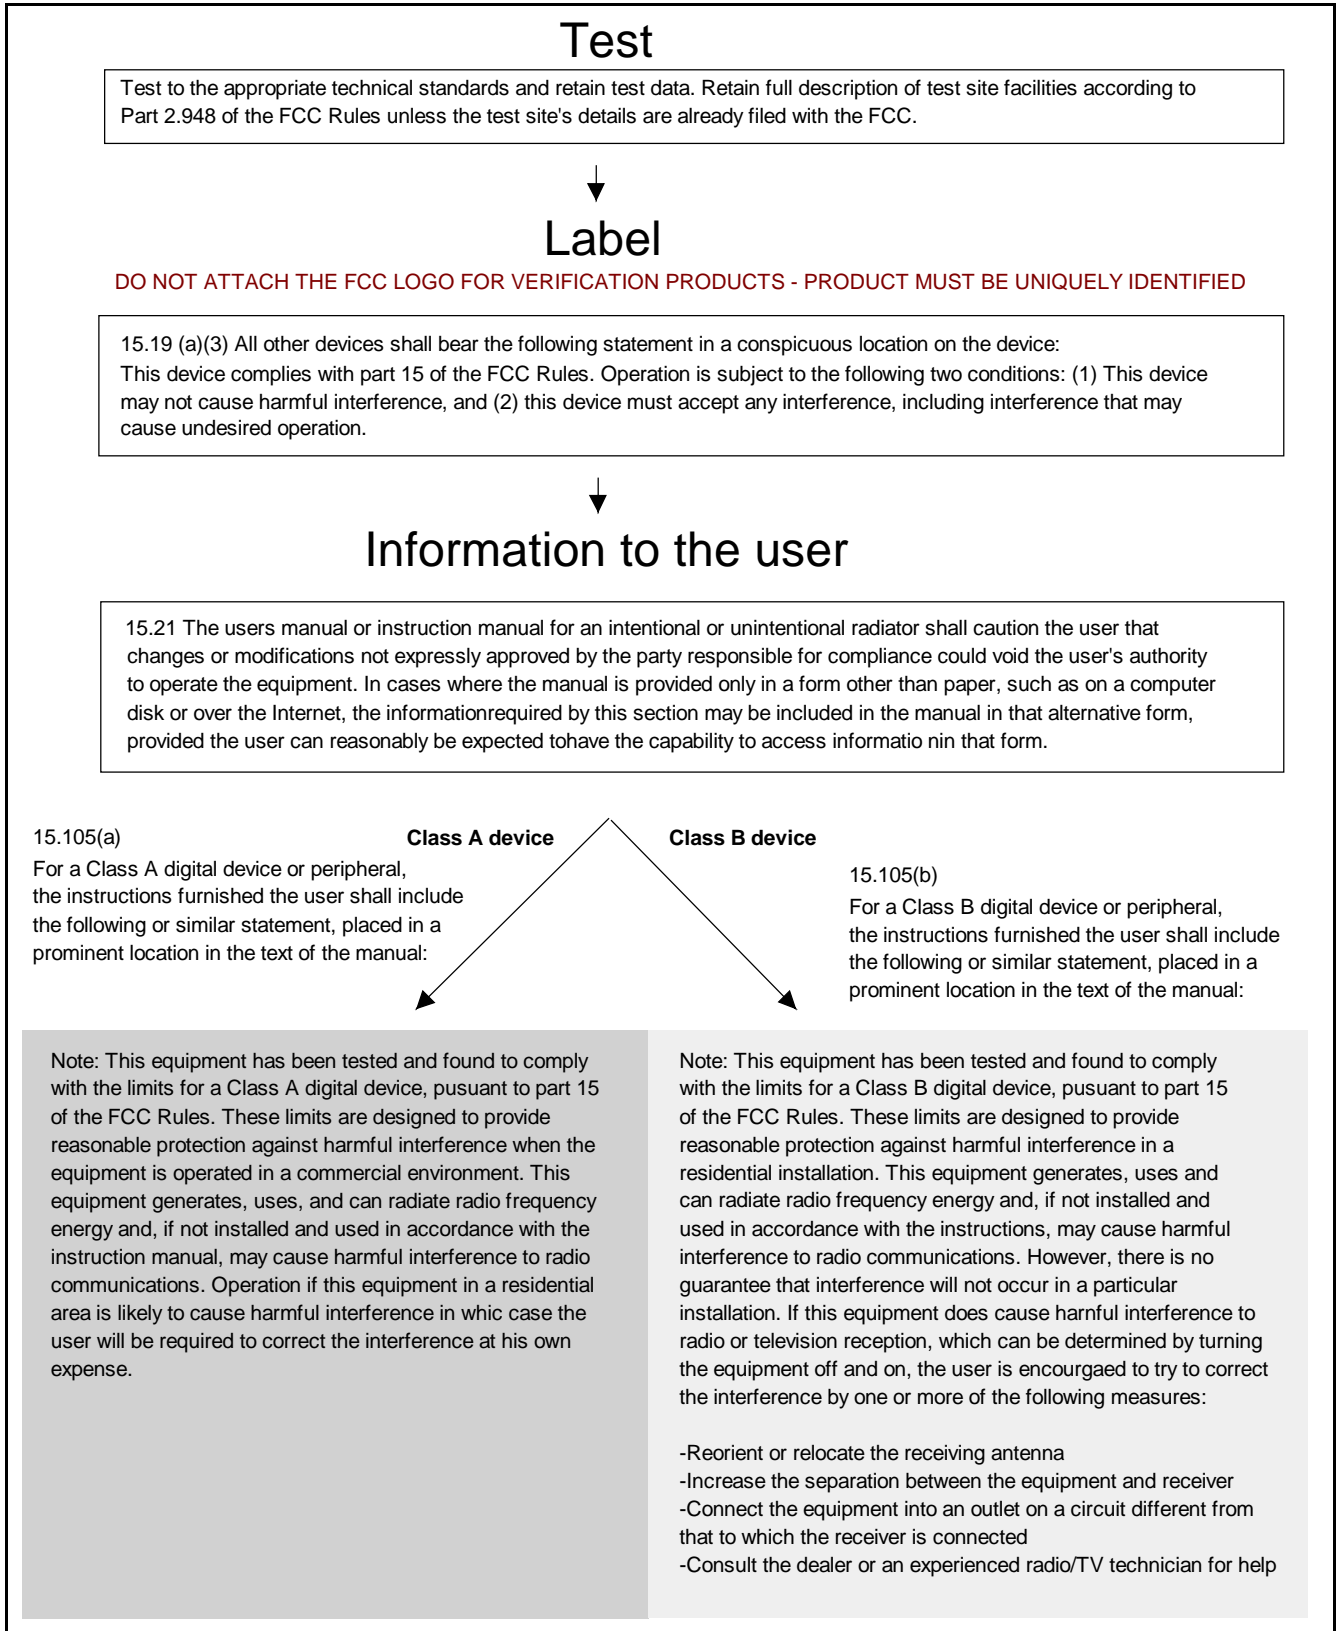 Test
Test to the appropriate technical standards and retain test data. Retain full description of test site facilities according to
Part 2.948 of the FCC Rules unless the test site's details are already filed with the FCC.
Label
DO NOT ATTACH THE FCC LOGO FOR VERIFICATION PRODUCTS - PRODUCT MUST BE UNIQUELY IDENTIFIED
15.19 (a)(3) All other devices shall bear the following statement in a conspicuous location on the device:
This device complies with part 15 of the FCC Rules. Operation is subject to the following two conditions: (1) This device
may not cause harmful interference, and (2) this device must accept any interference, including interference that may
cause undesired operation.
Information to the user
15.21 The users manual or instruction manual for an intentional or unintentional radiator shall caution the user that
changes or modifications not expressly approved by the party responsible for compliance could void the user's authority
to operate the equipment. In cases where the manual is provided only in a form other than paper, such as on a computer
disk or over the Internet, the informationrequired by this section may be included in the manual in that alternative form,
provided the user can reasonably be expected tohave the capability to access informatio nin that form.
15.105(a)
Class A device
For a Class A digital device or peripheral,
the instructions furnished the user shall include
the following or similar statement, placed in a
prominent location in the text of the manual:
Class B device
15.105(b)
For a Class B digital device or peripheral,
the instructions furnished the user shall include
the following or similar statement, placed in a
prominent location in the text of the manual:
Note: This equipment has been tested and found to comply
with the limits for a Class A digital device, pusuant to part 15
of the FCC Rules. These limits are designed to provide
reasonable protection against harmful interference when the
equipment is operated in a commercial environment. This
equipment generates, uses, and can radiate radio frequency
energy and, if not installed and used in accordance with the
instruction manual, may cause harmful interference to radio
communications. Operation if this equipment in a residential
area is likely to cause harmful interference in whic case the
user will be required to correct the interference at his own
expense.
Note: This equipment has been tested and found to comply
with the limits for a Class B digital device, pusuant to part 15
of the FCC Rules. These limits are designed to provide
reasonable protection against harmful interference in a
residential installation. This equipment generates, uses and
can radiate radio frequency energy and, if not installed and
used in accordance with the instructions, may cause harmful
interference to radio communications. However, there is no
guarantee that interference will not occur in a particular
installation. If this equipment does cause harnful interference to
radio or television reception, which can be determined by turning
the equipment off and on, the user is encourgaed to try to correct
the interference by one or more of the following measures:
-Reorient or relocate the receiving antenna
-Increase the separation between the equipment and receiver
-Connect the equipment into an outlet on a circuit different from
that to which the receiver is connected
-Consult the dealer or an experienced radio/TV technician for help